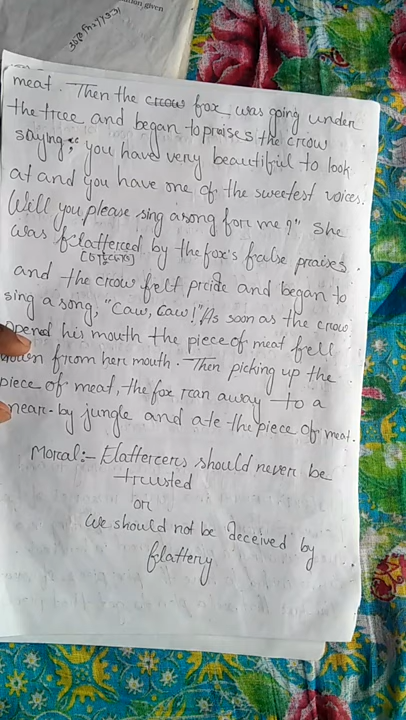 given
meat. Then the crow fox was going under
the tree and began to praises the crow
saying, "you have very beautiful to look
at and you have one of the sweetest voices.
Will you please sing a song for me?" She
was flattered by the fox's false praises.
and the crow felt pride and began to
sing a song, "Caw, Caw!" As soon as the crow
opened his mouth the piece of meat fell
down from her mouth. Then picking up the
piece of meat, the fox ran away to a
near-by jungle and ate the piece of meat.
Moral:- Flatterers should never be
trusted
or
We should not be deceived by
flattery